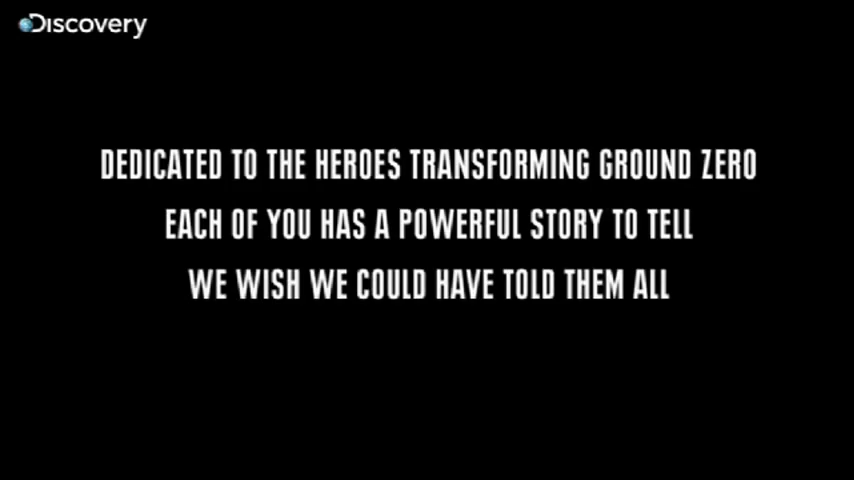 Discovery
DEDICATED TO THE HEROES TRANSFORMING GROUND ZERO
EACH OF YOU HAS A POWERFUL STORY TO TELL
WE WISH WE COULD HAVE TOLD THEM ALL